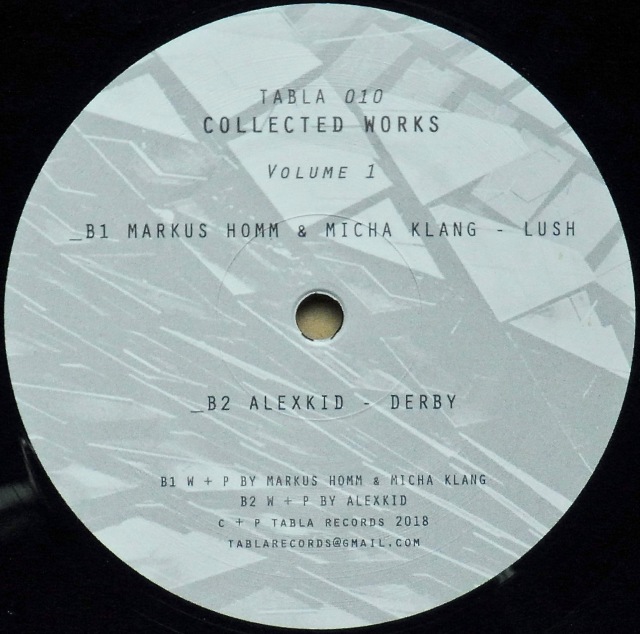 TABLA 010
COLLECTED WORKS
VOLUME 1
_B1 MARKUS HOMM & MICHA KLANG - LUSH
_B2 ALEXKID - DERBY
B1 W + P BY MARKUS HOMM & MICHA KLANG
B2 W + P BY ALEXKID
C + P TABLA RECORDS 2018
TABLARECORDS@GMAIL.COM